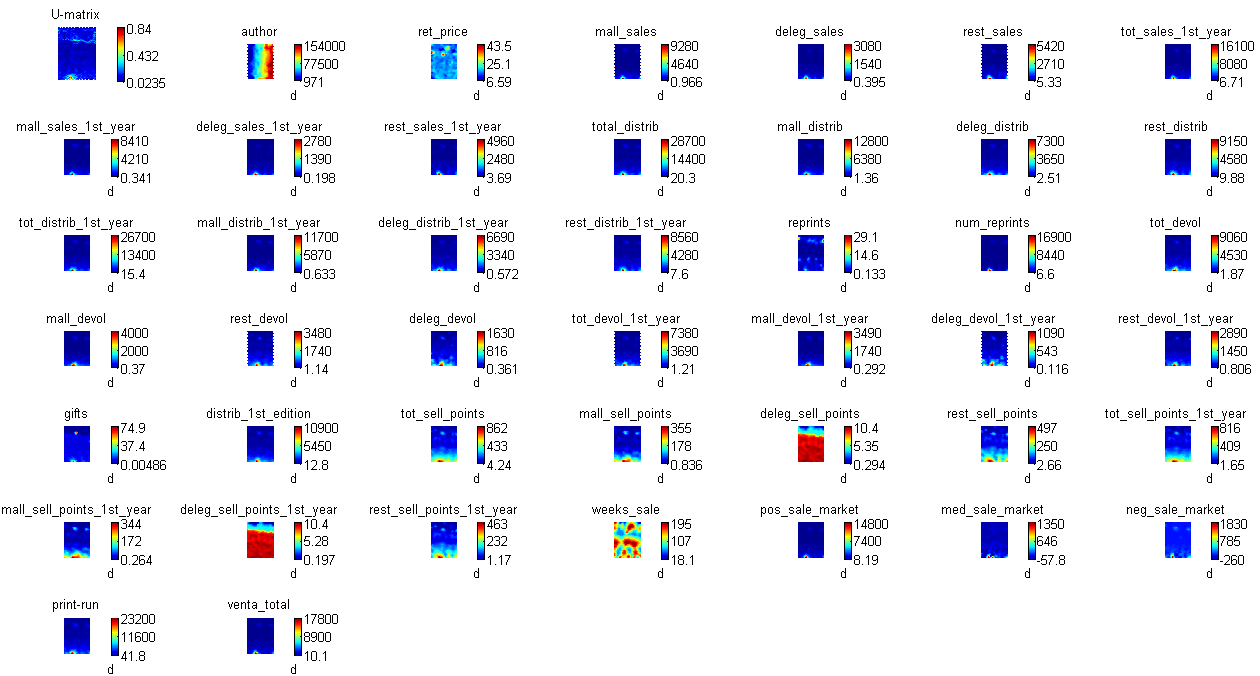 U-matrix
0.84
0.432
0.0235
author
154000
77500
971
d
ret_price
43.5
25.1
6.59
d
mall_sales
9280
4640
0.966
d
deleg_sales
3080
1540
0.395
d
rest_sales
5420
2710
5.33
d
tot_sales_1st_year
16100
8080
6.71
d
mall_sales_1st_year
8410
4210
0.341
d
deleg_sales_1st_year
2780
1390
0.198
d
rest_sales_1st_year
4960
2480
3.69
d
total_distrib
28700
14400
20.3
d
mall_distrib
12800
6380
1.36
d
deleg_distrib
7300
3650
2.51
d
rest_distrib
9150
4580
9.88
d
tot_distrib_1st_year
26700
13400
15.4
d
mall_distrib_1st_year
11700
5870
0.633
d
deleg_distrib_1st_year
6690
3340
0.572
d
rest_distrib_1st_year
8560
4280
7.6
d
reprints
29.1
14.6
0.133
d
num_reprints
16900
8440
6.6
d
tot_devol
9060
4530
1.87
d
mall_devol
4000
2000
0.37
d
rest_devol
3480
1740
1.14
d
deleg_devol
1630
816
0.361
d
tot_devol_1st_year
7380
3690
1.21
d
mall_devol_1st_year
3490
1740
0.292
d
deleg_devol_1st_year
1090
543
0.116
d
rest_devol_1st_year
2890
1450
0.806
d
gifts
74.9
37.4
0.00486
d
distrib_1st_edition
10900
5450
12.8
d
tot_sell_points
862
433
4.24
d
mall_sell_points
355
178
0.836
d
deleg_sell_points
10.4
5.35
0.294
d
rest_sell_points
497
250
2.66
d
tot_sell_points_1st_year
816
409
1.65
d
mall_sell_points_1st_year
344
172
0.264
d
deleg_sell_points_1st_year
10.4
5.28
0.197
d
rest_sell_points_1st_year
463
232
1.17
d
weeks_sale
195
107
18.1
d
pos_sale_market
14800
7400
8.19
d
med_sale_market
1350
646
-57.8
d
neg_sale_market
1830
785
-260
d
print-run
23200
11600
41.8
d
venta_total
17800
8900
10.1
d